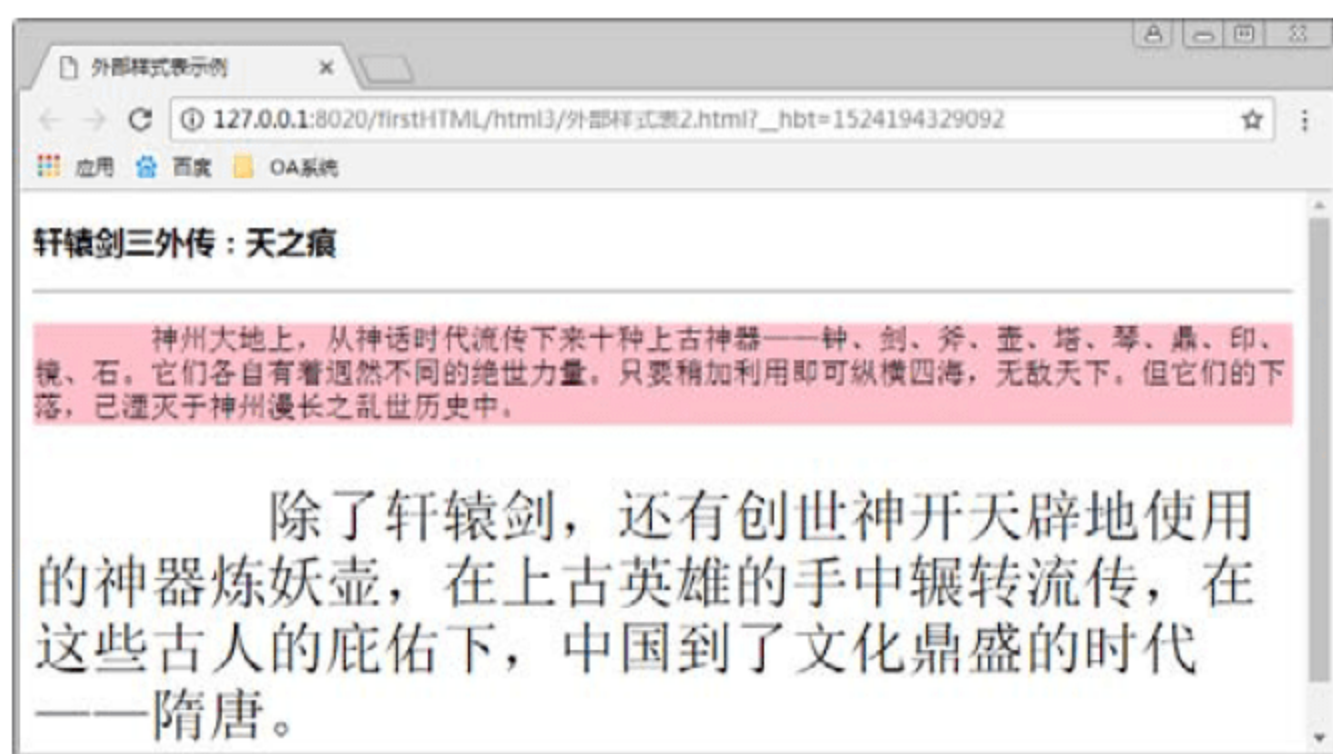 外部样式表示例
127.0.0.1:8020/firstHTML/html3/外部样式表2.html?__hbt=1524194329092
应用 百度 OA系统
轩辕剑三外传：天之痕
神州大地上，从神话时代流传下来十种上古神器——钟、剑、斧、壶、塔、琴、鼎、印、
镜、石。它们各自有着迥然不同的绝世力量。只要稍加利用即可纵横四海，无敌天下。但它们的下
落，已湮灭于神州漫长之乱世历史中。
除了轩辕剑，还有创世神开天辟地使用
的神器炼妖壶，在上古英雄的手中辗转流传，在
这些古人的庇佑下，中国到了文化鼎盛的时代
——隋唐。